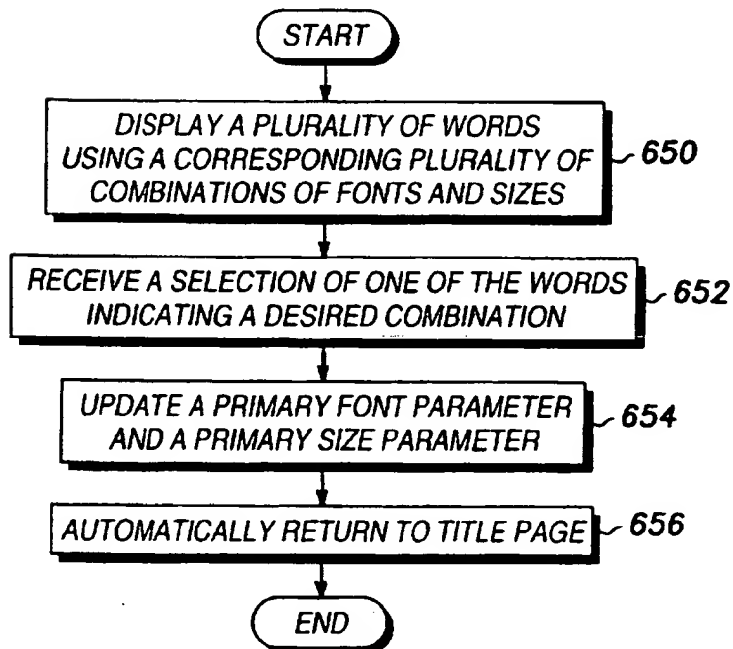 START
DISPLAY A PLURALITY OF WORDS
USING A CORRESPONDING PLURALITY OF
COMBINATIONS OF FONTS AND SIZES
650
RECEIVE A SELECTION OF ONE OF THE WORDS
INDICATING A DESIRED COMBINATION
652
UPDATE A PRIMARY FONT PARAMETER
AND A PRIMARY SIZE PARAMETER
654
AUTOMATICALLY RETURN TO TITLE PAGE
656
END